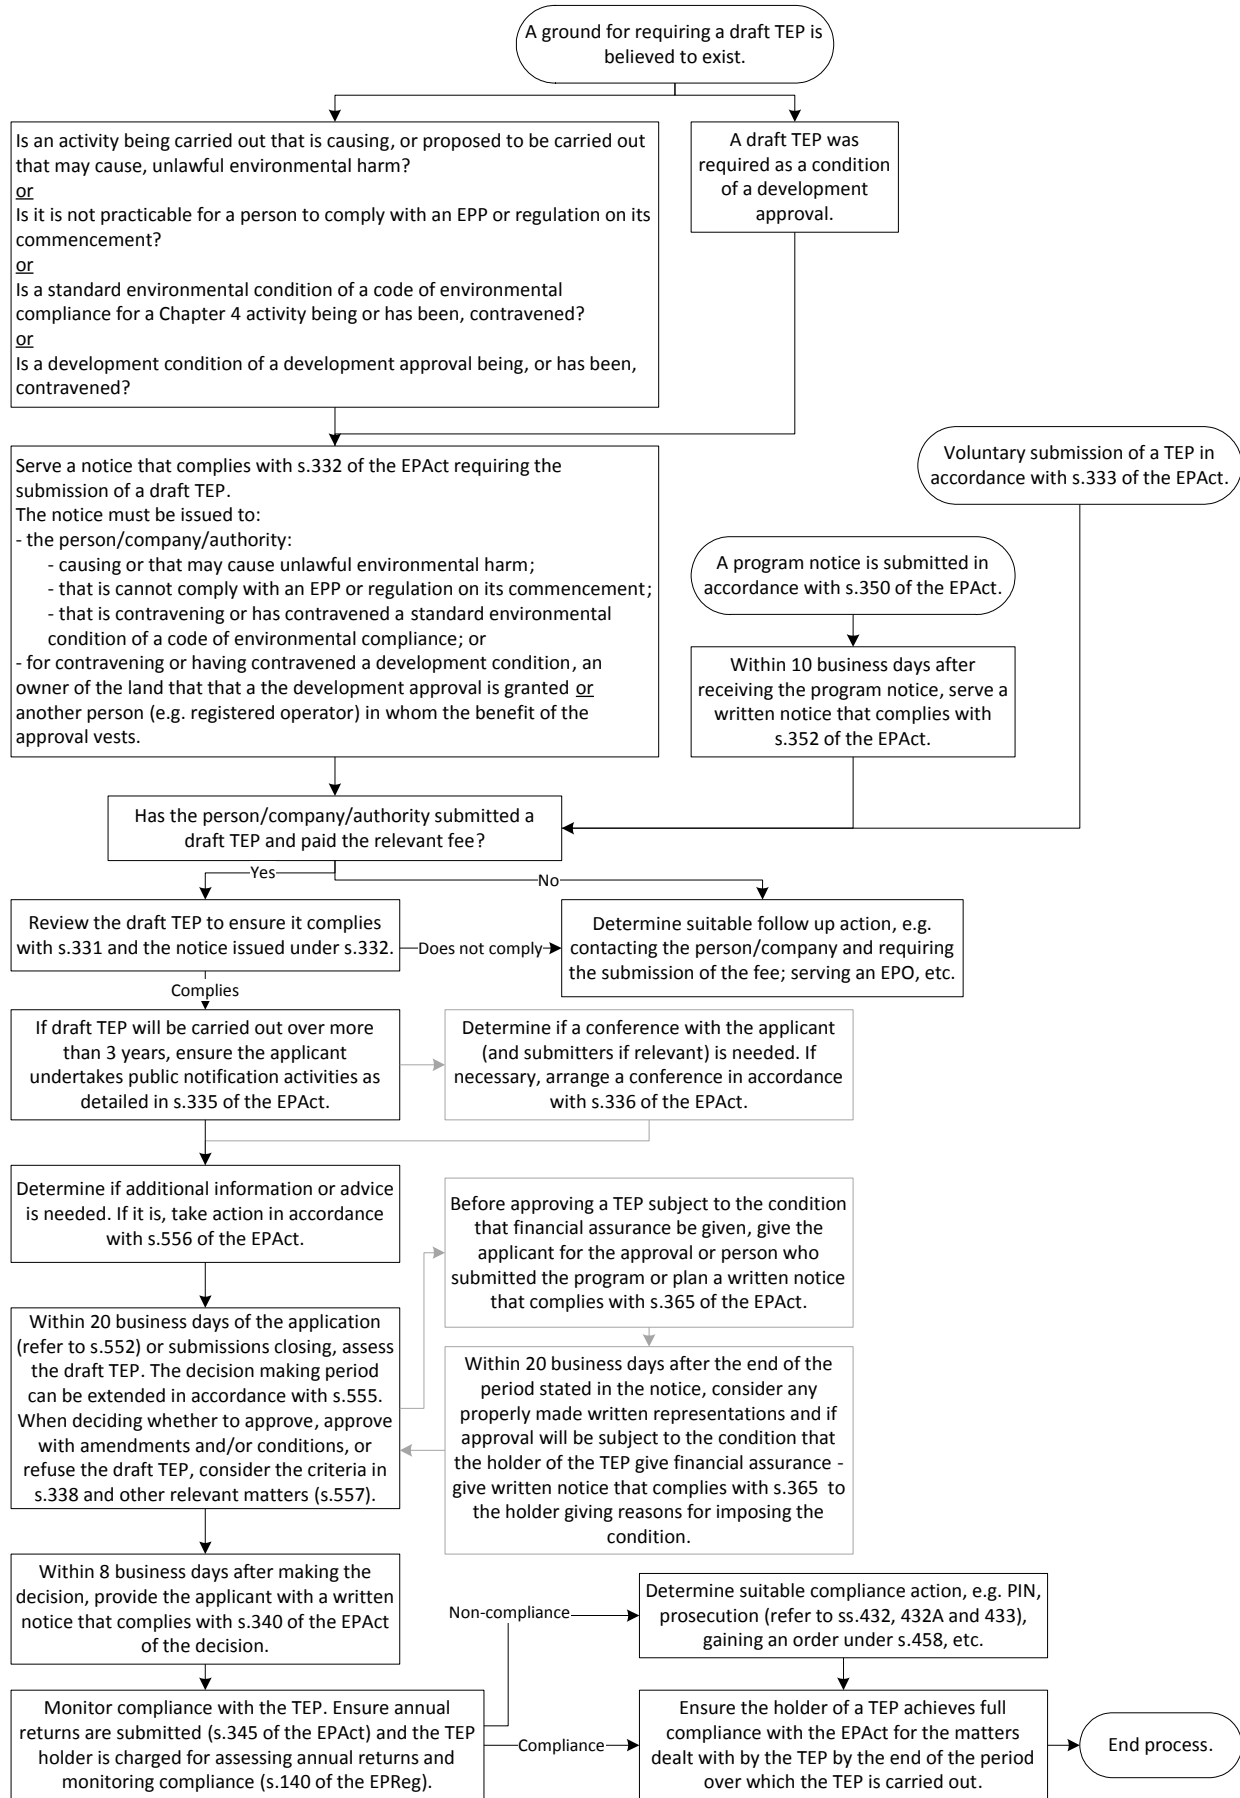 A ground for requiring a draft TEP is
believed to exist.
Is an activity being carried out that is causing, or proposed to be carried out
that may cause, unlawful environmental harm?
or
Is it is not practicable for a person to comply with an EPP or regulation on its
commencement?
or
Is a standard environmental condition of a code of environmental
compliance for a Chapter 4 activity being or has been, contravened?
or
Is a development condition of a development approval being, or has been,
contravened?
A draft TEP was
required as a condition
of a development
approval.
Serve a notice that complies with s.332 of the EPAct requiring the
submission of a draft TEP.
The notice must be issued to:
- the person/company/authority:
- causing or that may cause unlawful environmental harm;
- that is cannot comply with an EPP or regulation on its commencement;
- that is contravening or has contravened a standard environmental
condition of a code of environmental compliance; or
- for contravening or having contravened a development condition, an
owner of the land that that a the development approval is granted or
another person (e.g. registered operator) in whom the benefit of the
approval vests.
Voluntary submission of a TEP in
accordance with s.333 of the EPAct.
A program notice is submitted in
accordance with s.350 of the EPAct.
Within 10 business days after
receiving the program notice, serve a
written notice that complies with
s.352 of the EPAct.
Has the person/company/authority submitted a
draft TEP and paid the relevant fee?
Yes
No
Review the draft TEP to ensure it complies
with s.331 and the notice issued under s.332.
Does not comply
Determine suitable follow up action, e.g.
contacting the person/company and requiring
the submission of the fee; serving an EPO, etc.
Complies
If draft TEP will be carried out over more
than 3 years, ensure the applicant
undertakes public notification activities as
detailed in s.335 of the EPAct.
Determine if a conference with the applicant
(and submitters if relevant) is needed. If
necessary, arrange a conference in accordance
with s.336 of the EPAct.
Determine if additional information or advice
is needed. If it is, take action in accordance
with s.556 of the EPAct.
Before approving a TEP subject to the condition
that financial assurance be given, give the
applicant for the approval or person who
submitted the program or plan a written notice
that complies with s.365 of the EPAct.
Within 20 business days of the application
(refer to s.552) or submissions closing, assess
the draft TEP. The decision making period
can be extended in accordance with s.555.
When deciding whether to approve, approve
with amendments and/or conditions, or
refuse the draft TEP, consider the criteria in
s.338 and other relevant matters (s.557).
Within 20 business days after the end of the
period stated in the notice, consider any
properly made written representations and if
approval will be subject to the condition that
the holder of the TEP give financial assurance -
give written notice that complies with s.365 to
the holder giving reasons for imposing the
condition.
Within 8 business days after making the
decision, provide the applicant with a written
notice that complies with s.340 of the EPAct
of the decision.
Non-compliance
Determine suitable compliance action, e.g. PIN,
prosecution (refer to ss.432, 432A and 433),
gaining an order under s.458, etc.
Monitor compliance with the TEP. Ensure annual
returns are submitted (s.345 of the EPAct) and the TEP
holder is charged for assessing annual returns and
monitoring compliance (s.140 of the EPReg).
Compliance
Ensure the holder of a TEP achieves full
compliance with the EPAct for the matters
dealt with by the TEP by the end of the period
over which the TEP is carried out.
End process.